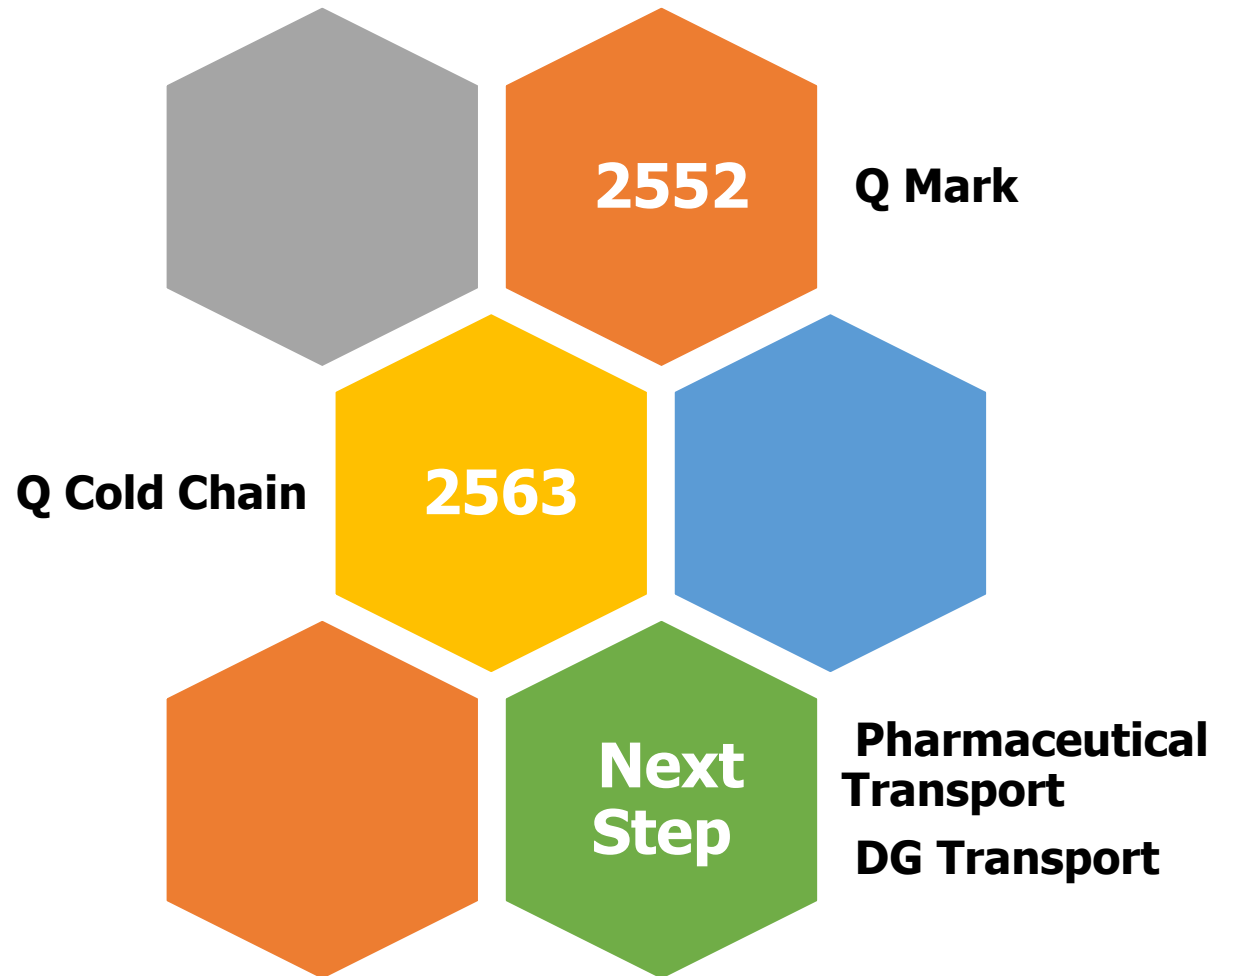 2552
Q Mark
Q Cold Chain
2563
Next
Step
Pharmaceutical
Transport
DG Transport